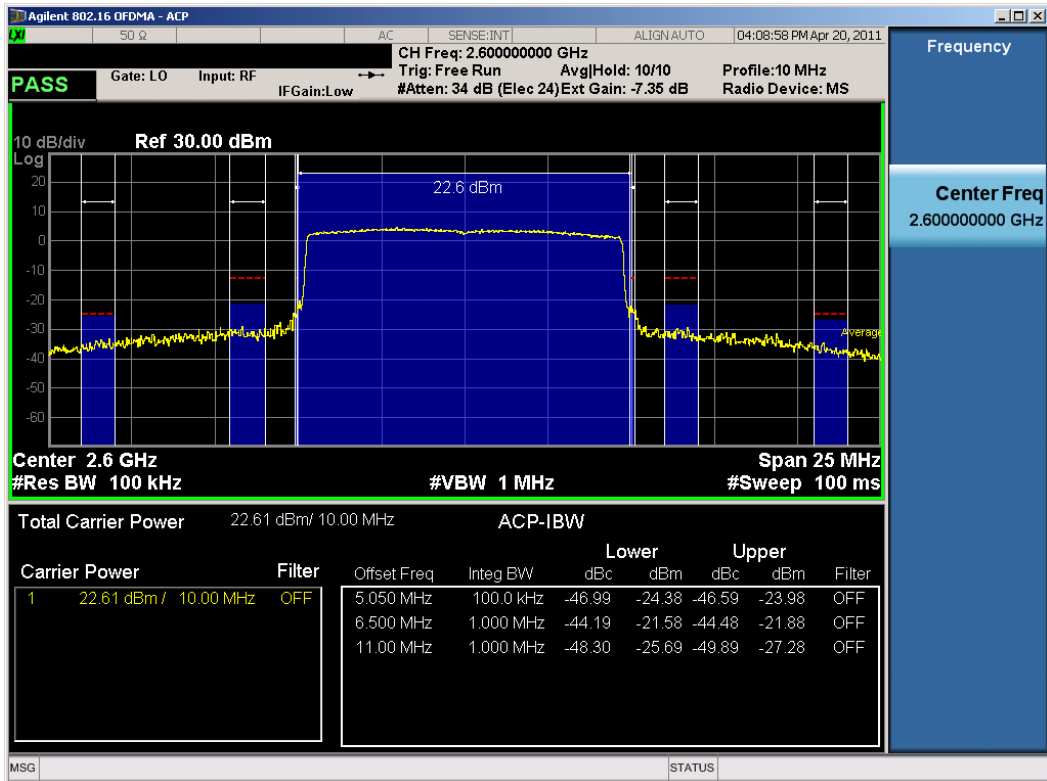 Agilent 802.16 OFDMA - ACP
LXI 50 Ω AC SENSE:INT ALIGN AUTO 04:08:58 PM Apr 20, 2011
Frequency
CH Freq: 2.600000000 GHz
PASS Gate: LO Input: RF Trig: Free Run Avg|Hold: 10/10 Profile:10 MHz
IFGain:Low #Atten: 34 dB (Elec 24) Ext Gain: -7.35 dB Radio Device: MS
10 dB/div Ref 30.00 dBm
Log
20
22.6 dBm
10
0
-10
-20
-30
Average
-40
-50
-60
Center Freq
2.600000000 GHz
Center 2.6 GHz Span 25 MHz
#Res BW 100 kHz #VBW 1 MHz #Sweep 100 ms
Total Carrier Power 22.61 dBm/ 10.00 MHz ACP-IBW
Lower Upper
Carrier Power Filter Offset Freq Integ BW dBc dBm dBc dBm Filter
1 22.61 dBm / 10.00 MHz OFF 5.050 MHz 100.0 kHz -46.99 -24.38 -46.59 -23.98 OFF
6.500 MHz 1.000 MHz -44.19 -21.58 -44.48 -21.88 OFF
11.00 MHz 1.000 MHz -48.30 -25.69 -49.89 -27.28 OFF
MSG STATUS